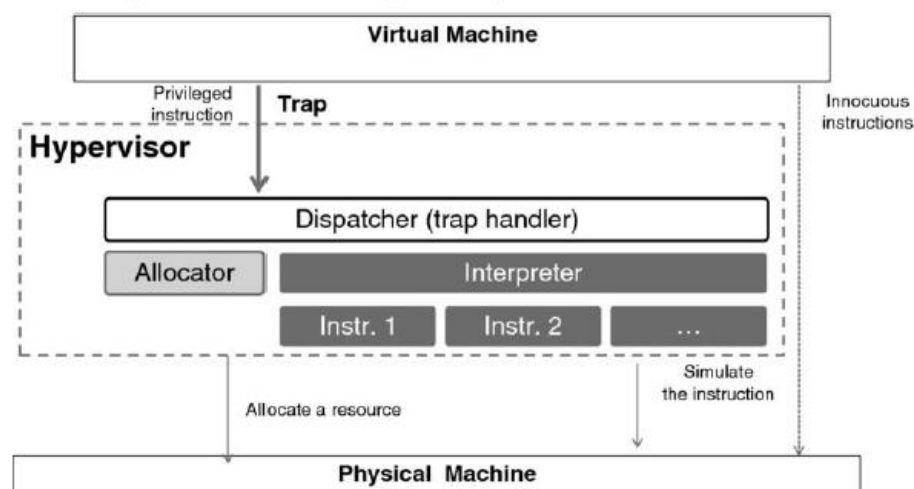 Virtual Machine
Privileged
instruction
Trap
Innocuous
instructions
Hypervisor
Dispatcher (trap handler)
Allocator
Interpreter
Instr. 1
Instr. 2
...
Simulate
the instruction
Allocate a resource
Physical Machine